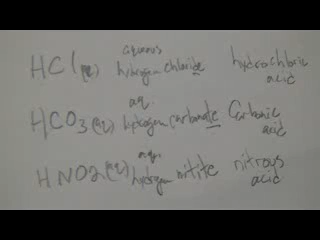 aqueous
HCl(aq) hydrogen chloride hydrochloric
acid
aq.
HCO3(aq) hydrogen carbonate Carbonic
acid
aq.
HNO2(aq) hydrogen nitite nitrous
acid